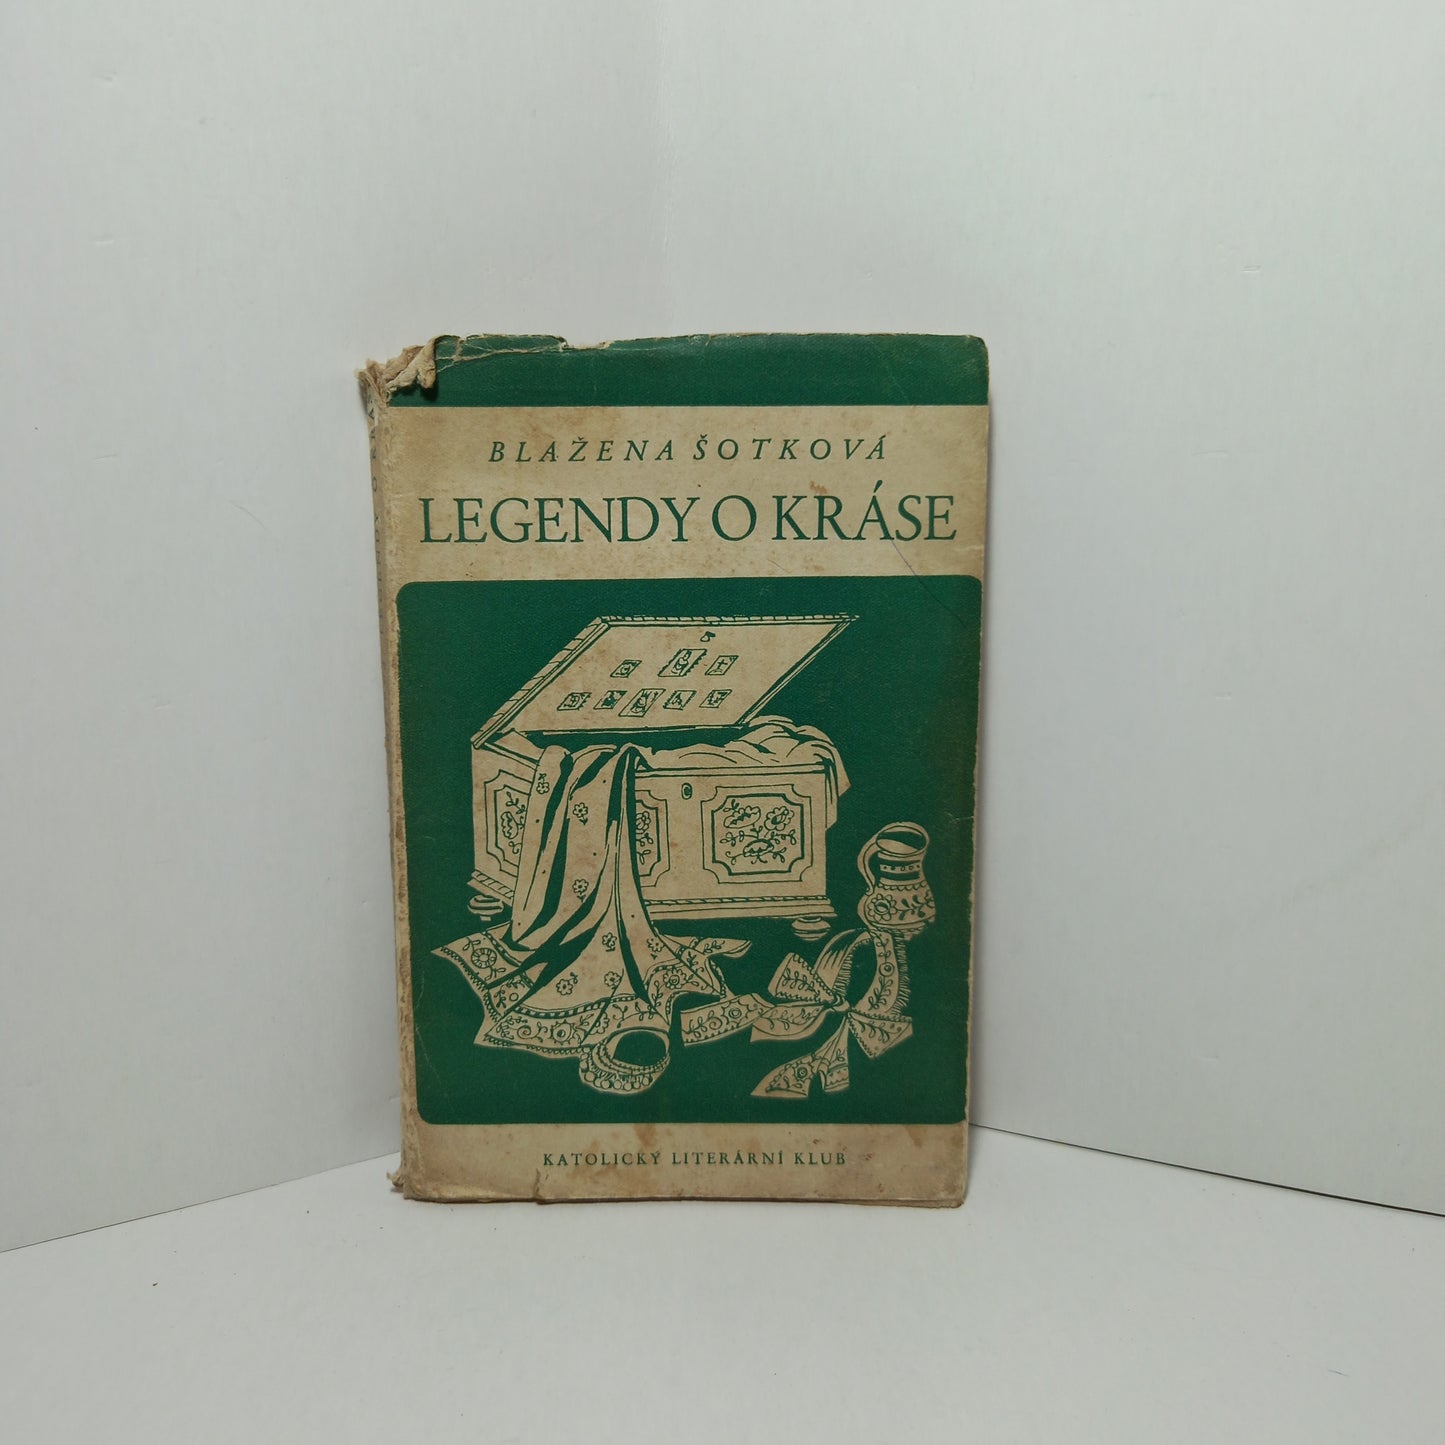 BLAŽENA ŠOTKOVÁ
LEGENDY O KRÁSE
KATOLICKÝ LITERÁRNÍ KLUB